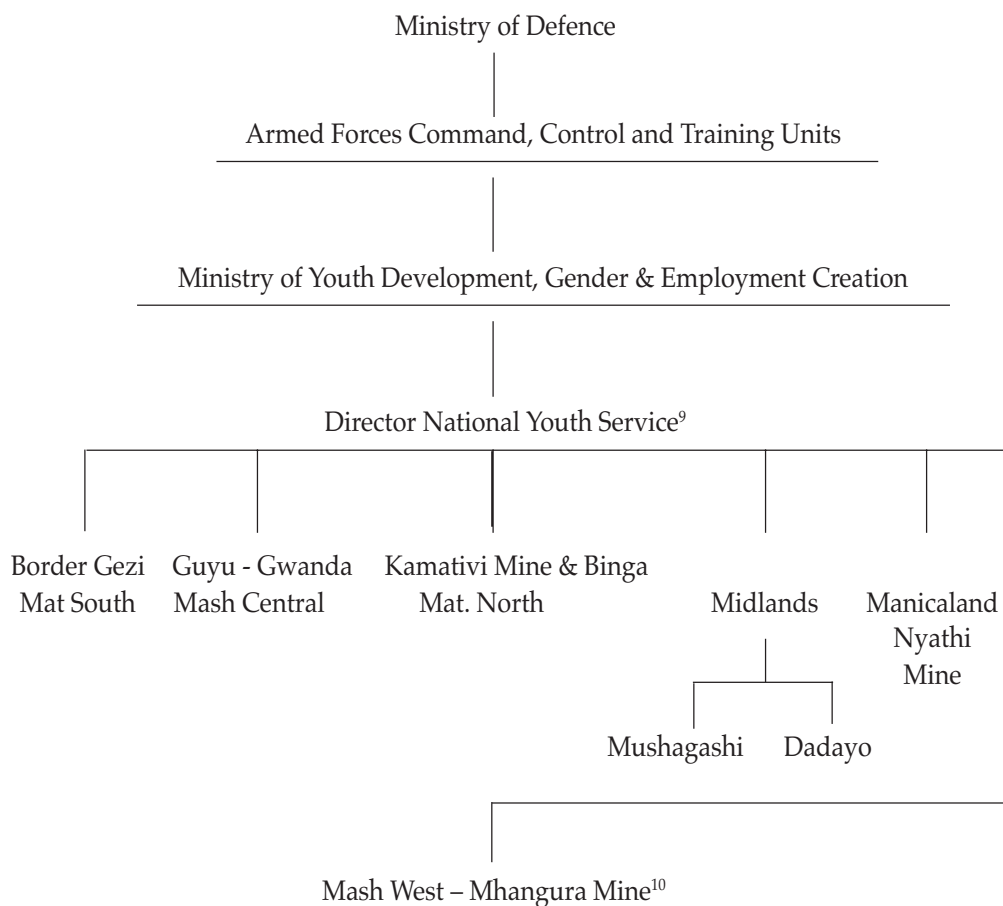 Ministry of Defence
Armed Forces Command, Control and Training Units
Ministry of Youth Development, Gender & Employment Creation
Director National Youth Service⁹
Border Gezi
Mat South
Guyu - Gwanda
Mash Central
Kamativi Mine & Binga
Mat. North
Midlands
Manicaland
Nyathi
Mine
Mushagashi
Dadayo
Mash West – Mhangura Mine¹⁰